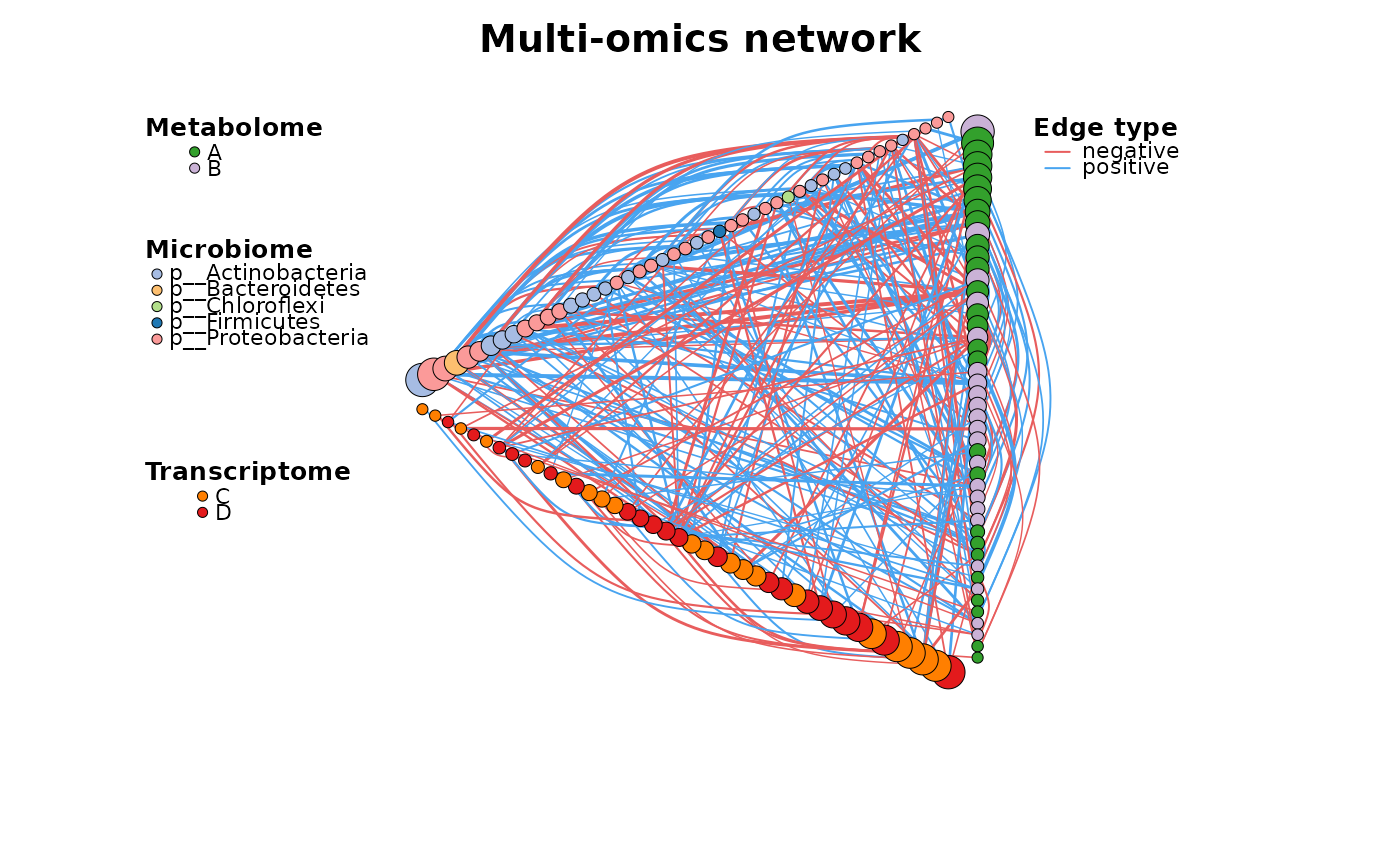 Multi-omics network
Metabolome
A
B
Microbiome
p__Actinobacteria
p__Bacteroidetes
p__Chloroflexi
p__Firmicutes
p__Proteobacteria
Transcriptome
C
D
Edge type
negative
positive